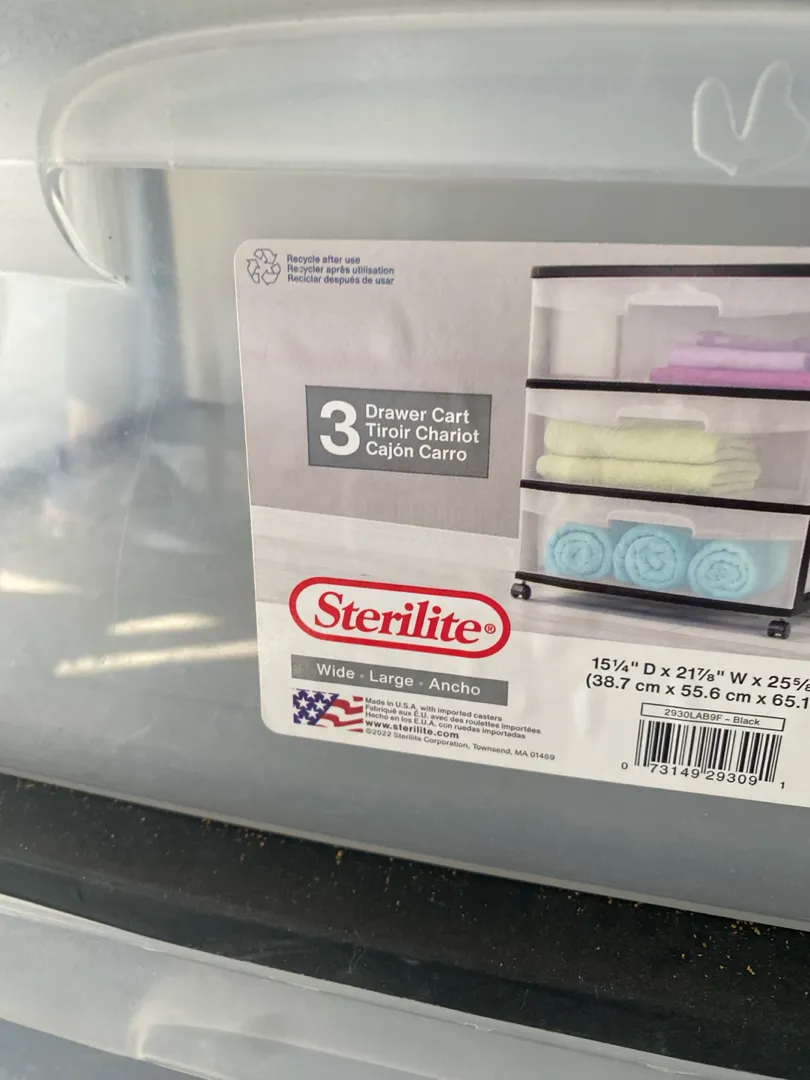 Recycle after use
Recycler après utilisation
Reciclar después de usar
3
Drawer Cart
Tiroir Chariot
Cajón Carro
Sterilite®
Wide - Large - Ancho
Made in U.S.A. with imported casters
Fabriqué aux É.U. avec des roulettes importées
Hecho en los E.U.A. con ruedas importadas
www.sterilite.com
©2022 Sterilite Corporation, Townsend, MA 01469
15¼" D x 21⅞" W x 25⅝
(38.7 cm x 55.6 cm x 65.1
2930LAB9F - Black
0 73149 29309 1